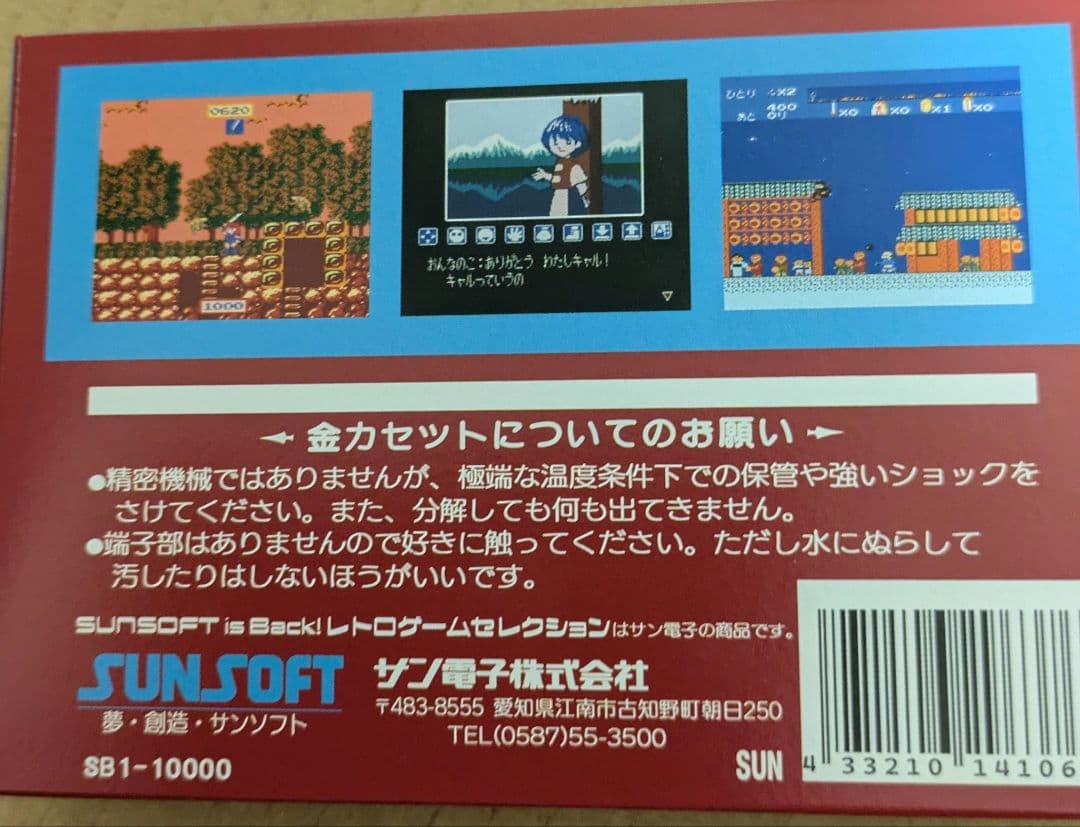 0620
7
1000
おんなのこ：ありがとう わたしキャル！
キャルっていうの
ひとり
×2
400
あと 0り
×0 ×0 ×1 ×0
金カセットについてのお願い
●精密機械ではありませんが、極端な温度条件下での保管や強いショックを
さけてください。また、分解しても何も出てきません。
●端子部はありませんので好きに触ってください。ただし水にぬらして
汚したりはしないほうがいいです。
SUNSOFT is Back!レトロゲームセレクションはサン電子の商品です。
SUNSOFT
夢・創造・サンソフト
サン電子株式会社
〒483-8555 愛知県江南市古知野町朝日250
TEL(0587)55-3500
SB1-10000
SUN
4 33210 14106